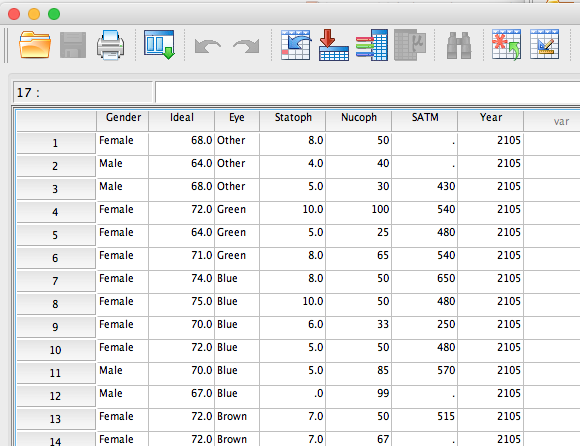 17 :
Gender Ideal Eye Statoph Nucoph SATM Year var
1 Female 68.0 Other 8.0 50 . 2105
2 Male 64.0 Other 4.0 40 . 2105
3 Male 68.0 Other 5.0 30 430 2105
4 Female 72.0 Green 10.0 100 540 2105
5 Female 64.0 Green 5.0 25 480 2105
6 Female 71.0 Green 8.0 65 540 2105
7 Female 74.0 Blue 8.0 50 650 2105
8 Female 75.0 Blue 10.0 50 480 2105
9 Female 70.0 Blue 6.0 33 250 2105
10 Female 72.0 Blue 5.0 50 480 2105
11 Male 70.0 Blue 5.0 85 570 2105
12 Male 67.0 Blue .0 99 . 2105
13 Female 72.0 Brown 7.0 50 515 2105
14 Female 72.0 Brown 7.0 67 . 2105